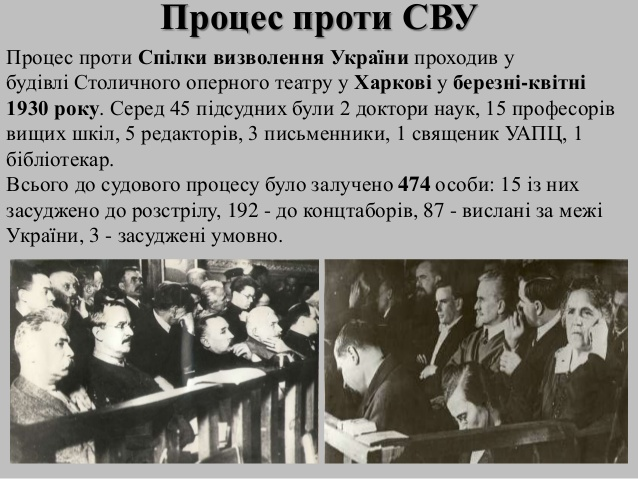 Процес проти СВУ
Процес проти Спілки визволення України проходив у
будівлі Столичного оперного театру у Харкові у березні-квітні
1930 року. Серед 45 підсудних були 2 доктори наук, 15 професорів
вищих шкіл, 5 редакторів, 3 письменники, 1 священик УАПЦ, 1
бібліотекар.
Всього до судового процесу було залучено 474 особи: 15 із них
засуджено до розстрілу, 192 - до концтаборів, 87 - вислані за межі
України, 3 - засуджені умовно.